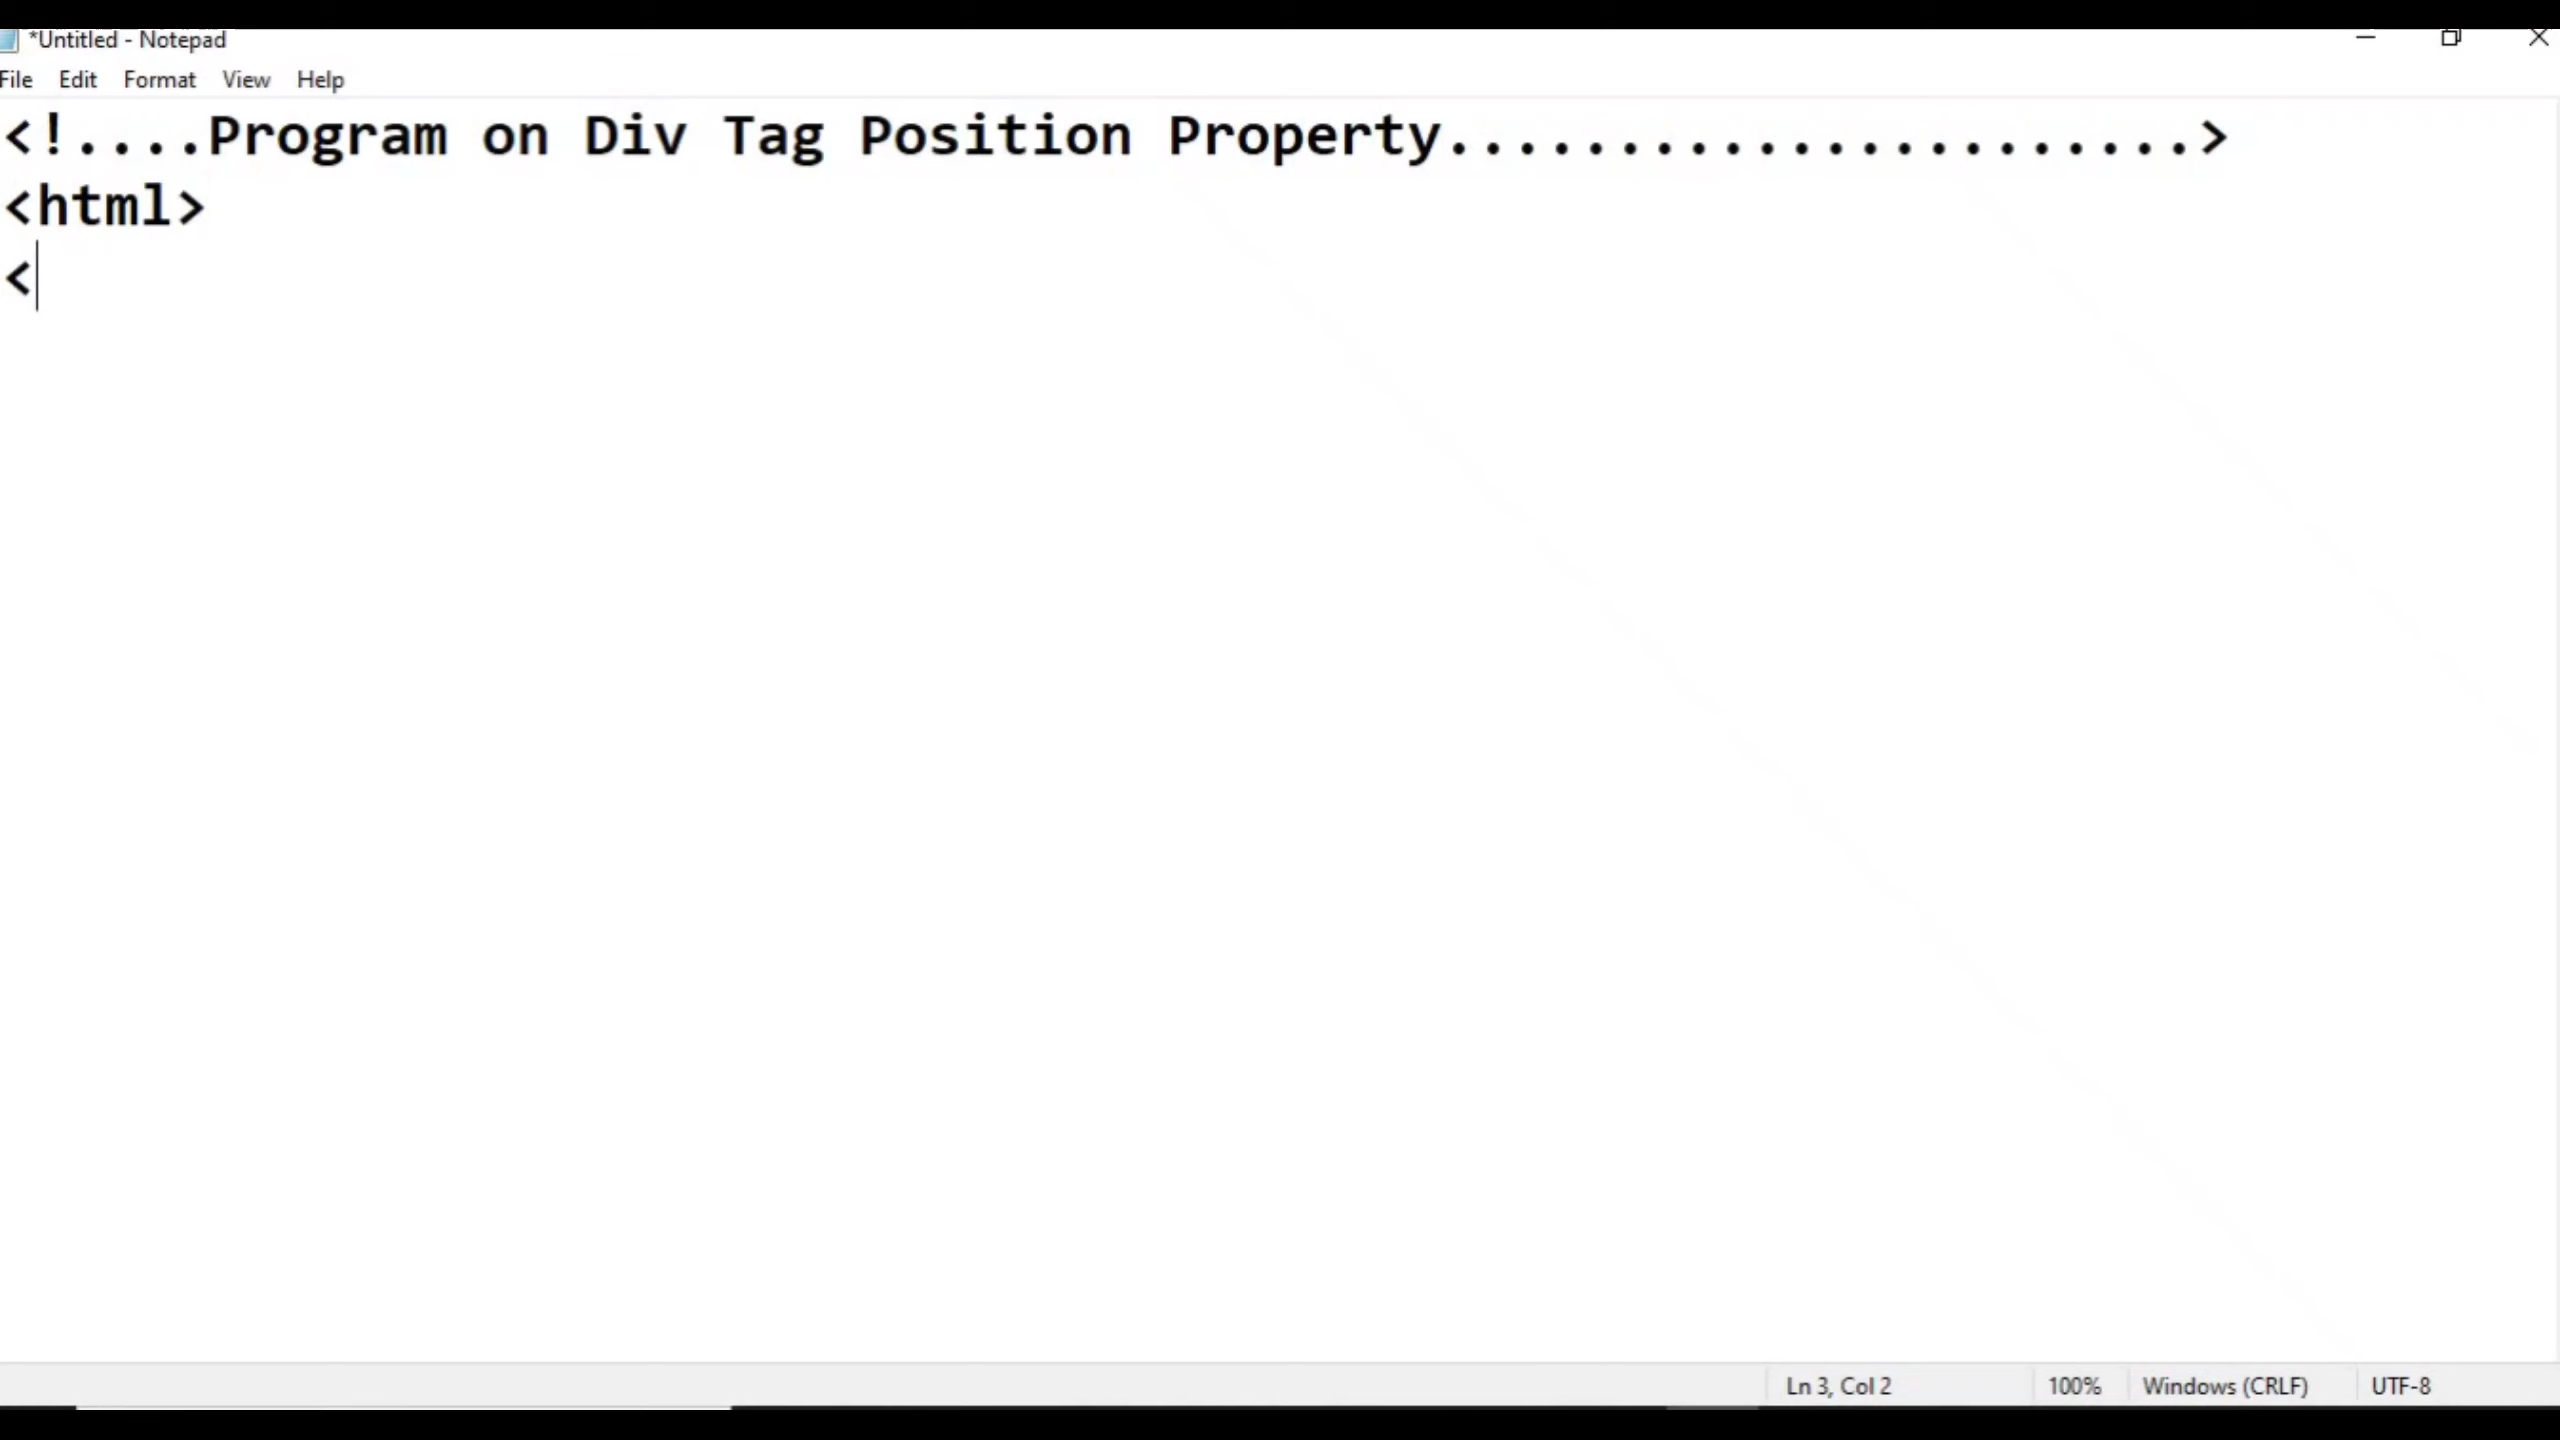 *Untitled - Notepad
File Edit Format View Help
<!....Program on Div Tag Position Property......................>
<html>
<
Ln 3, Col 2 100% Windows (CRLF) UTF-8